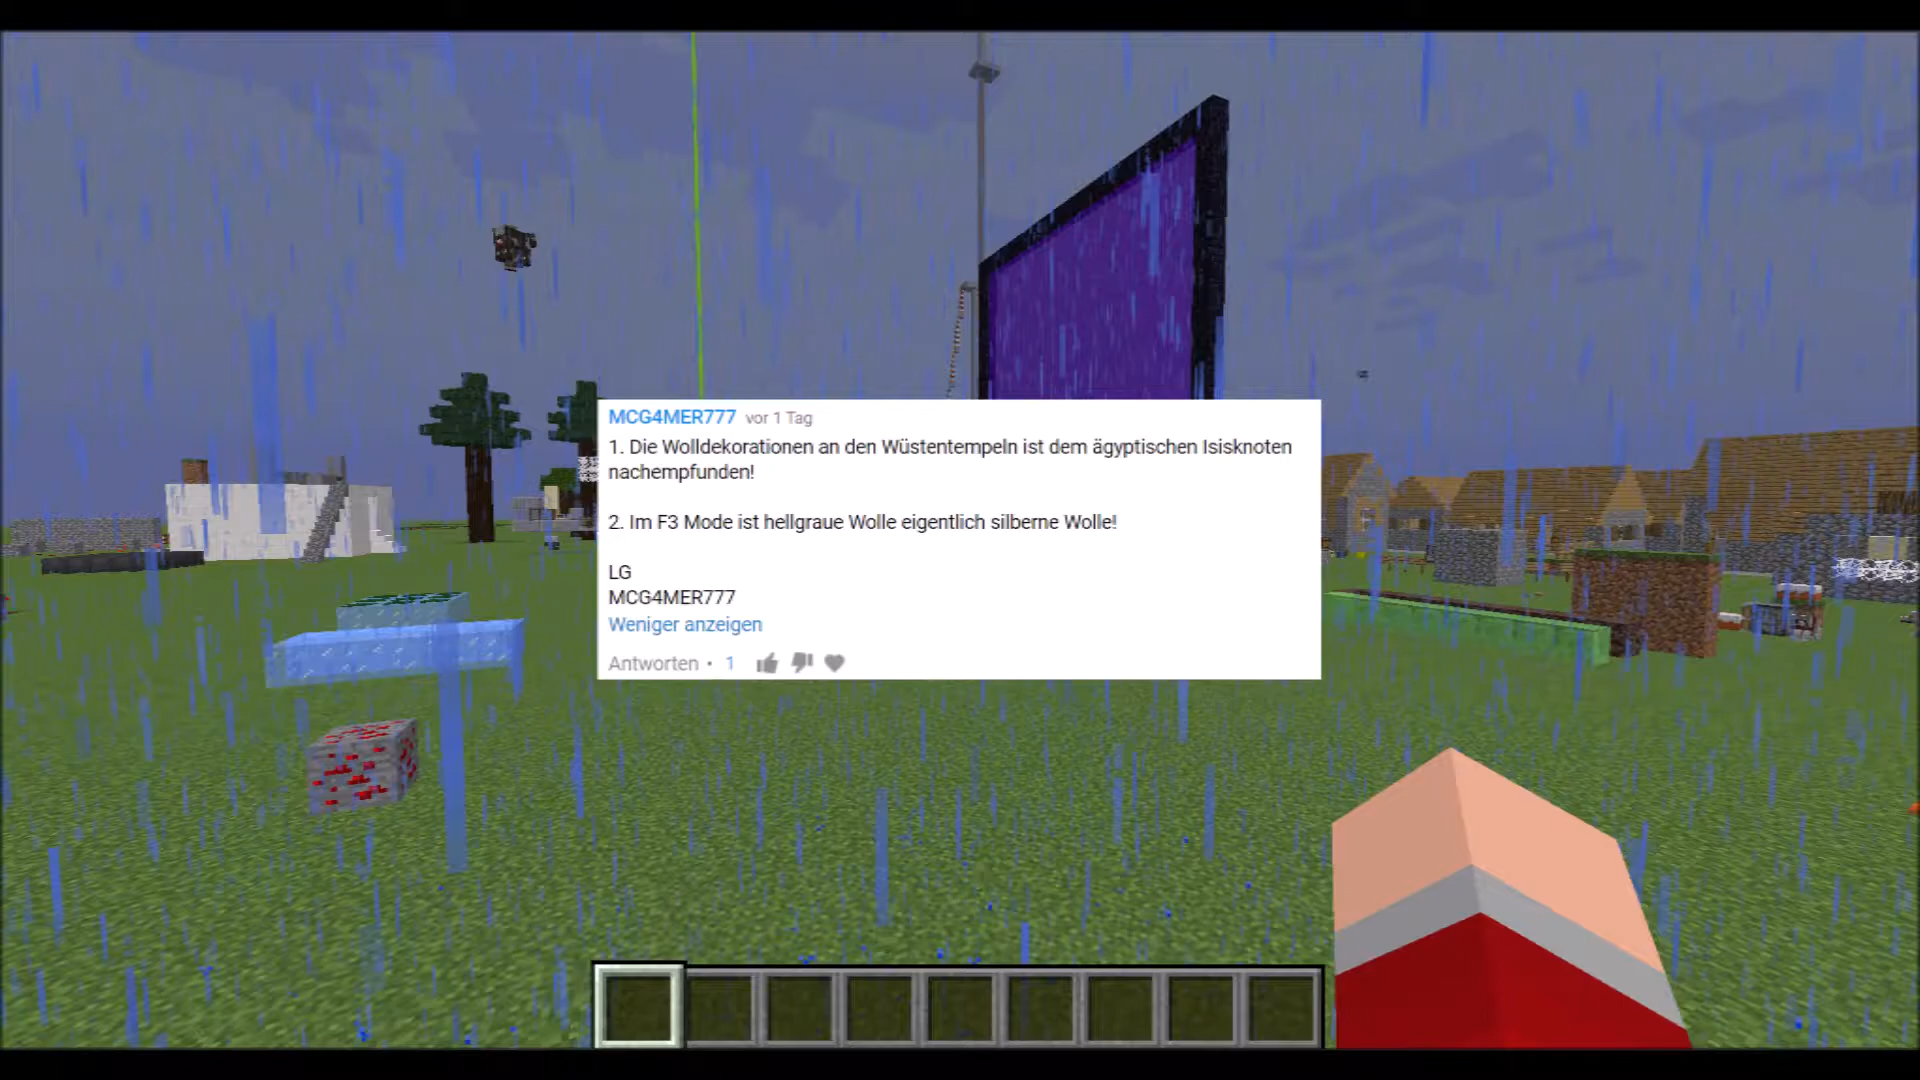 MCG4MER777 vor 1 Tag
1. Die Wolldekorationen an den Wüstentempeln ist dem ägyptischen Isisknoten
nachempfunden!
2. Im F3 Mode ist hellgraue Wolle eigentlich silberne Wolle!
LG
MCG4MER777
Weniger anzeigen
Antworten • 1